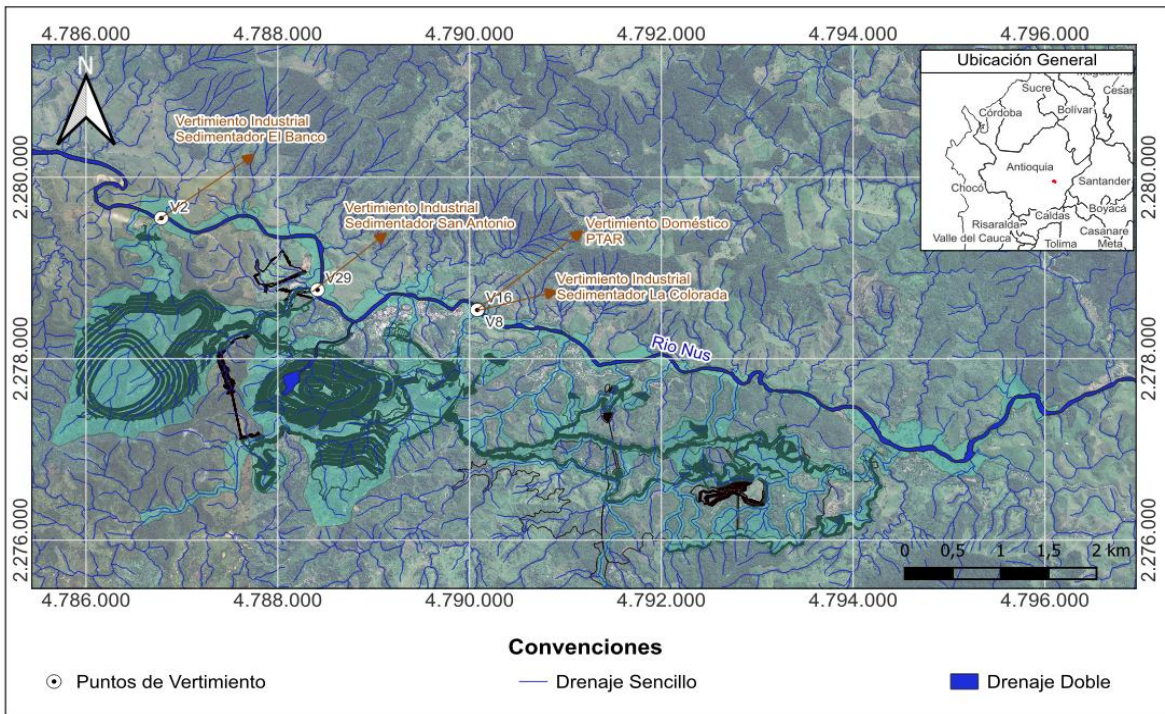 4.786.000 4.788.000 4.790.000 4.792.000 4.794.000 4.796.000
N
Ubicación General
Sucre
Cesar
Córdoba
Bolívar
Antioquia
Santander
Chocó
Boyacá
Risaralda
Caldas
Casanare
Valle del Cauca
Tolima
Meta
2.280.000
2.280.000
Vertimiento Industrial
Sedimentador El Banco
V2
Vertimiento Industrial
Sedimentador San Antonio
Vertimiento Doméstico
PTAR
V29
Vertimiento Industrial
Sedimentador La Colorada
V16
V8
Rio Nus
2.278.000
2.278.000
2.276.000
2.276.000
0 0,5 1 1,5 2 km
4.786.000 4.788.000 4.790.000 4.792.000 4.794.000 4.796.000
Convenciones
Puntos de Vertimiento
Drenaje Sencillo
Drenaje Doble